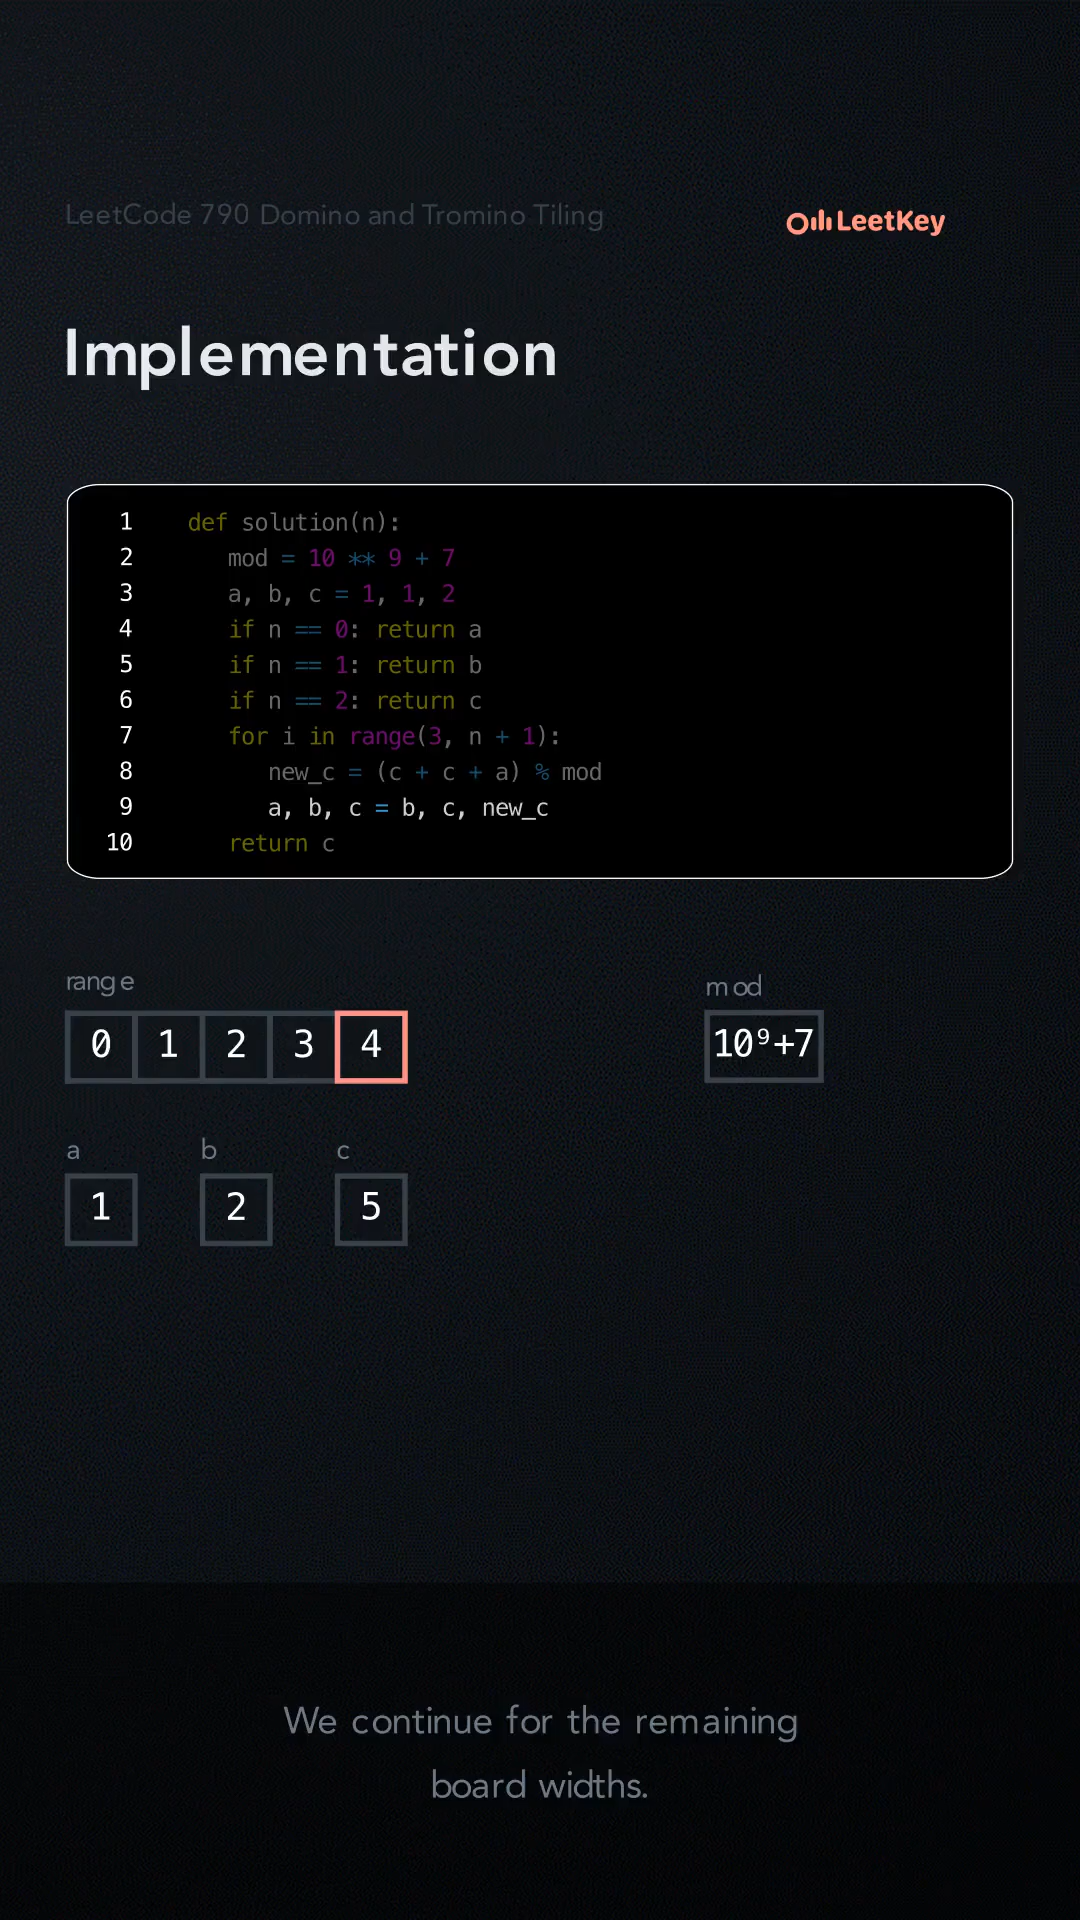 LeetCode 790 Domino and Tromino Tiling
LeetKey
Implementation
1 def solution(n):
2 mod = 10 ** 9 + 7
3 a, b, c = 1, 1, 2
4 if n == 0: return a
5 if n == 1: return b
6 if n == 2: return c
7 for i in range(3, n + 1):
8 new_c = (c + c + a) % mod
9 a, b, c = b, c, new_c
10 return c
range
mod
0 1 2 3 4
10⁹+7
a b c
1 2 5
We continue for the remaining
board widths.